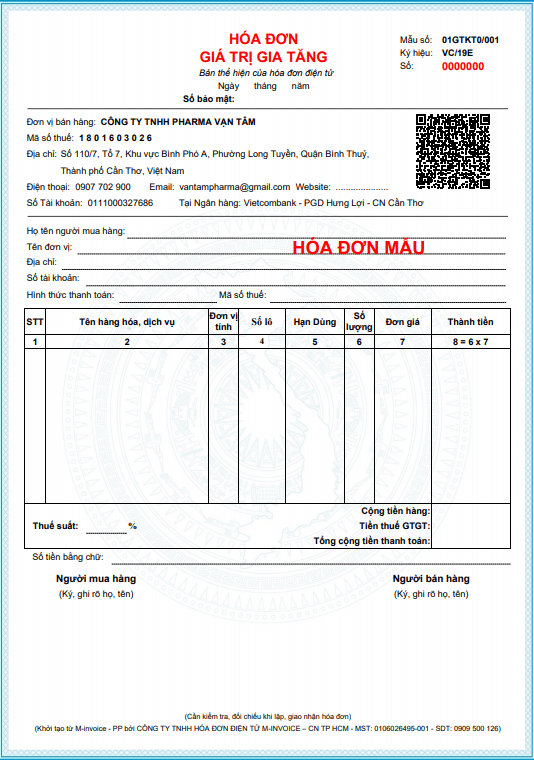 HÓA ĐƠN
GIÁ TRỊ GIA TĂNG
Bản thể hiện của hóa đơn điện tử
Ngày tháng năm
Số bảo mật:
Mẫu số: 01GTKT0/001
Ký hiệu: VC/19E
Số: 0000000
Đơn vị bán hàng: CÔNG TY TNHH PHARMA VẠN TÂM
Mã số thuế: 1 8 0 1 6 0 3 0 2 6
Địa chỉ: Số 110/7, Tổ 7, Khu vực Bình Phó A, Phường Long Tuyền, Quận Bình Thuỷ,
Thành phố Cần Thơ, Việt Nam
Điện thoại: 0907 702 900 Email: vantampharma@gmail.com Website: .....................
Số Tài khoản: 0111000327686 Tại Ngân hàng: Vietcombank - PGD Hưng Lợi - CN Cần Thơ
Họ tên người mua hàng:
Tên đơn vị:
HÓA ĐƠN MẪU
Địa chỉ:
Số tài khoản:
Hình thức thanh toán: Mã số thuế:
STT Tên hàng hóa, dịch vụ Đơn vị tính Số lô Hạn Dùng Số lượng Đơn giá Thành tiền
1 2 3 4 5 6 7 8 = 6 x 7
Cộng tiền hàng:
Thuế suất: % Tiền thuế GTGT:
Tổng cộng tiền thanh toán:
Số tiền bằng chữ:
Người mua hàng Người bán hàng
(Ký, ghi rõ họ, tên) (Ký, ghi rõ họ, tên)
(Cần kiểm tra, đối chiếu khi lập, giao nhận hóa đơn)
(Khởi tạo từ M-invoice - PP bởi CÔNG TY TNHH HÓA ĐƠN ĐIỆN TỬ M-INVOICE – CN TP HCM - MST: 0106026495-001 - SDT: 0909 500 126)